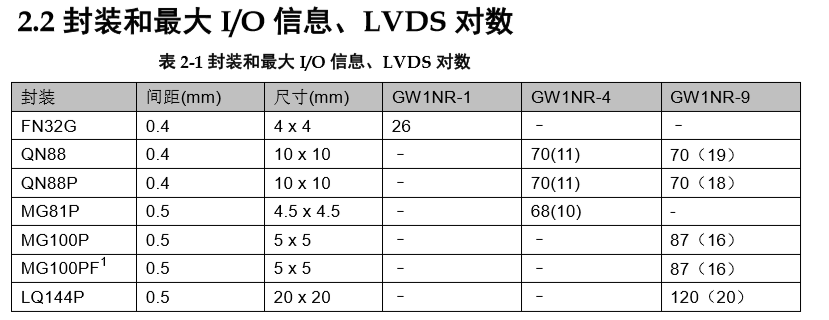 2.2 封装和最大 I/O 信息、LVDS 对数
表 2-1 封装和最大 I/O 信息、LVDS 对数
封装 间距(mm) 尺寸(mm) GW1NR-1 GW1NR-4 GW1NR-9
FN32G 0.4 4 x 4 26 – –
QN88 0.4 10 x 10 – 70(11) 70（19）
QN88P 0.4 10 x 10 – 70(11) 70（18）
MG81P 0.5 4.5 x 4.5 – 68(10) -
MG100P 0.5 5 x 5 – – 87（16）
MG100PF1 0.5 5 x 5 – – 87（16）
LQ144P 0.5 20 x 20 – – 120（20）